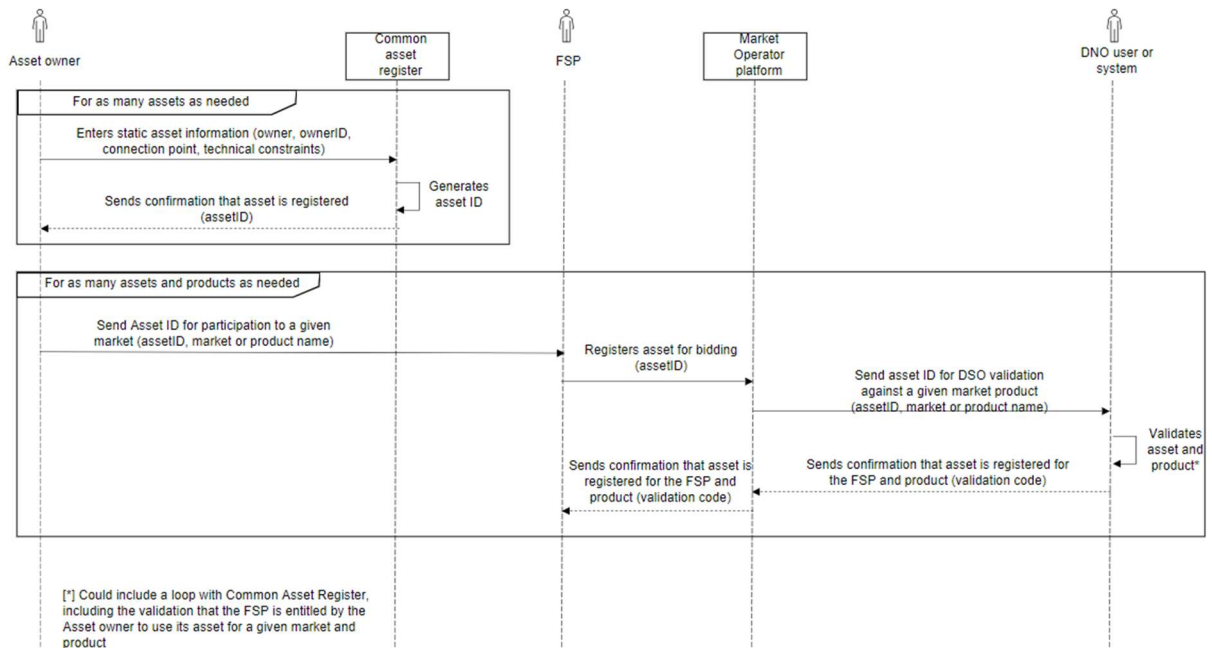 Asset owner
Common
asset
register
FSP
Market
Operator
platform
DNO user or
system
For as many assets as needed
Enters static asset information (owner, ownerID,
connection point, technical constraints)
Generates
asset ID
Sends confirmation that asset is registered
(assetID)
For as many assets and products as needed
Send Asset ID for participation to a given
market (assetID, market or product name)
Registers asset for bidding
(assetID)
Send asset ID for DSO validation
against a given market product
(assetID, market or product name)
Validates
asset and
product*
Sends confirmation that asset is registered for
the FSP and product (validation code)
Sends confirmation that asset is
registered for the FSP and
product (validation code)
[*] Could include a loop with Common Asset Register,
including the validation that the FSP is entitled by the
Asset owner to use its asset for a given market and
product